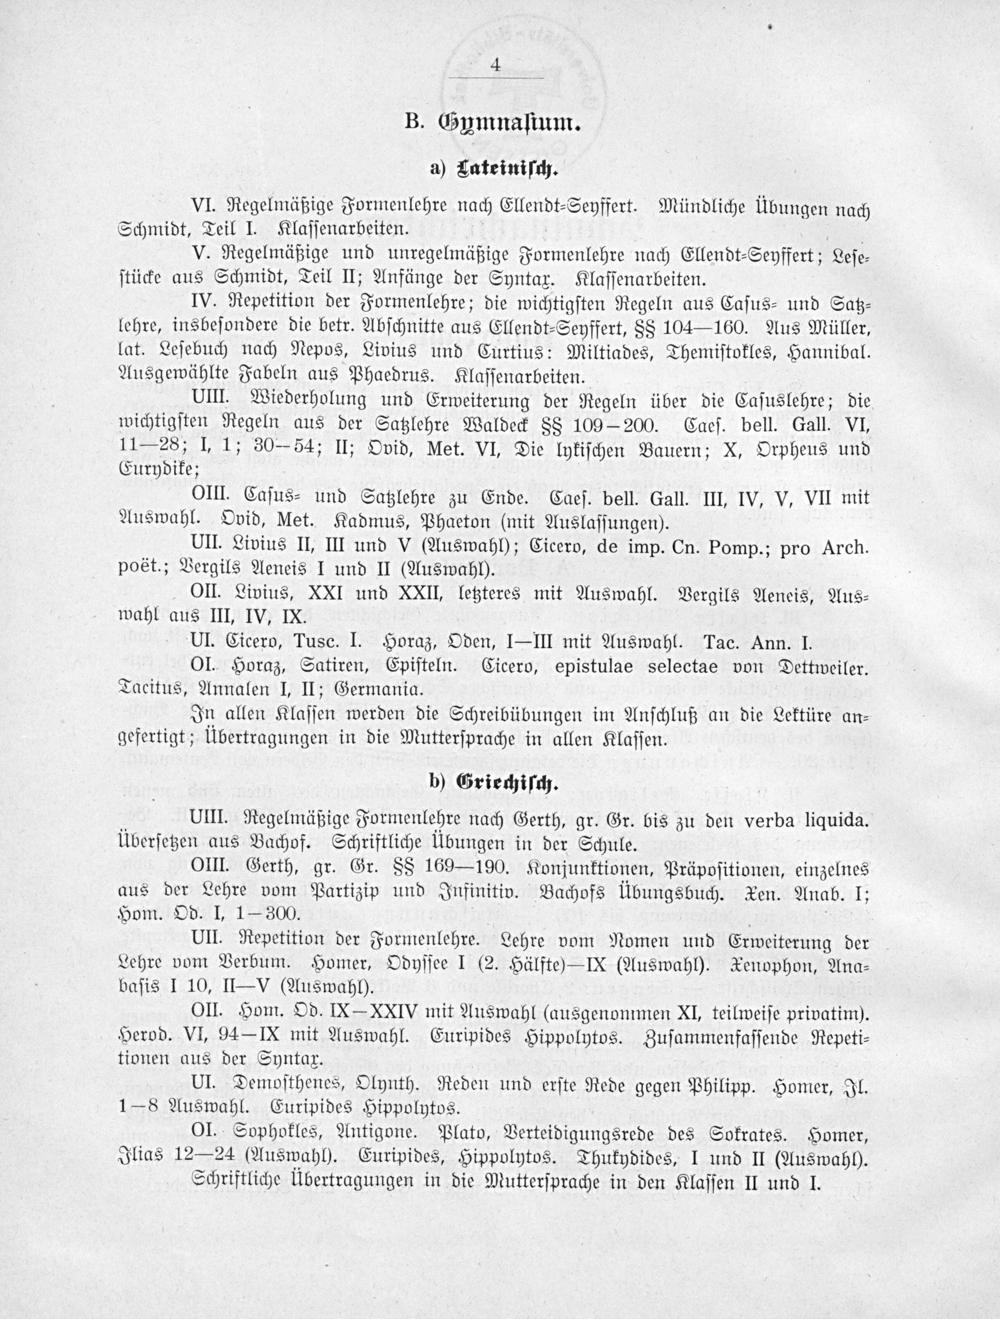 4
B. Gymnasium.
a) Lateinisch.
VI. Regelmäßige Formenlehre nach Ellendt-Seyffert. Mündliche Übungen nach
Schmidt, Teil I. Klassenarbeiten.
V. Regelmäßige und unregelmäßige Formenlehre nach Ellendt-Seyffert; Lese-
stücke aus Schmidt, Teil II; Anfänge der Syntax. Klassenarbeiten.
IV. Repetition der Formenlehre; die wichtigsten Regeln aus Casus- und Satz-
lehre, insbesondere die betr. Abschnitte aus Ellendt-Seyffert, §§ 104—160. Aus Müller,
lat. Lesebuch nach Nepos, Livius und Curtius: Miltiades, Themistokles, Hannibal.
Ausgewählte Fabeln aus Phaedrus. Klassenarbeiten.
UIII. Wiederholung und Erweiterung der Regeln über die Casuslehre; die
wichtigsten Regeln aus der Satzlehre Waldeck §§ 109–200. Caes. bell. Gall. VI,
11—28; I, 1; 30—54; II; Ovid, Met. VI, Die lykischen Bauern; X, Orpheus und
Eurydike;
OIII. Casus- und Satzlehre zu Ende. Caes. bell. Gall. III, IV, V, VII mit
Auswahl. Ovid, Met. Kadmus, Phaeton (mit Auslassungen).
UII. Livius II, III und V (Auswahl); Cicero, de imp. Cn. Pomp.; pro Arch.
poët.; Vergils Aeneis I und II (Auswahl).
OII. Livius, XXI und XXII, letzteres mit Auswahl. Vergils Aeneis, Aus-
wahl aus III, IV, IX.
UI. Cicero, Tusc. I. Horaz, Oden, I—III mit Auswahl. Tac. Ann. I.
OI. Horaz, Satiren, Episteln. Cicero, epistulae selectae von Dettweiler.
Tacitus, Annalen I, II; Germania.
In allen Klassen werden die Schreibübungen im Anschluß an die Lektüre an-
gefertigt; Übertragungen in die Muttersprache in allen Klassen.
b) Griechisch.
UIII. Regelmäßige Formenlehre nach Gerth, gr. Gr. bis zu den verba liquida.
Übersetzen aus Bachof. Schriftliche Übungen in der Schule.
OIII. Gerth, gr. Gr. §§ 169—190. Konjunktionen, Präpositionen, einzelnes
aus der Lehre vom Partizip und Infinitiv. Bachofs Übungsbuch. Xen. Anab. I;
Hom. Od. I, 1–300.
UII. Repetition der Formenlehre. Lehre vom Nomen und Erweiterung der
Lehre vom Verbum. Homer, Odyssee I (2. Hälfte)—IX (Auswahl). Xenophon, Ana-
basis I 10, II—V (Auswahl).
OII. Hom. Od. IX–XXIV mit Auswahl (ausgenommen XI, teilweise privatim).
Herod. VI, 94—IX mit Auswahl. Euripides Hippolytos. Zusammenfassende Repeti-
tionen aus der Syntax.
UI. Demosthenes, Olynth. Reden und erste Rede gegen Philipp. Homer, Il.
1–8 Auswahl. Euripides Hippolytos.
OI. Sophokles, Antigone. Plato, Verteidigungsrede des Sokrates. Homer,
Ilias 12—24 (Auswahl). Euripides, Hippolytos. Thukydides, I und II (Auswahl).
Schriftliche Übertragungen in die Muttersprache in den Klassen II und I.